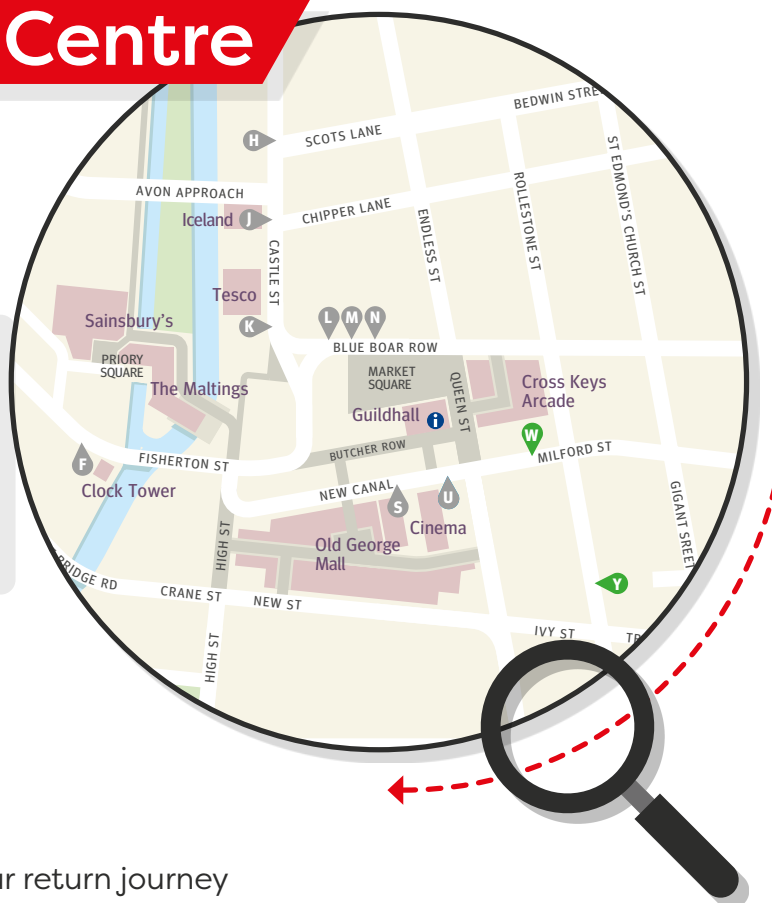 Centre
BEDWIN STRE
H
SCOTS LANE
ST EDMOND'S CHURCH ST
AVON APPROACH
ROLLESTONE ST
Iceland
J
CHIPPER LANE
ENDLESS ST
CASTLE ST
Tesco
Sainsbury's
K
L
M
N
BLUE BOAR ROW
PRIORY
SQUARE
MARKET
SQUARE
QUEEN ST
The Maltings
Cross Keys
Arcade
Guildhall
i
W
BUTCHER ROW
MILFORD ST
F
FISHERTON ST
Clock Tower
NEW CANAL
S
U
GIGANT SREET
Cinema
HIGH ST
Old George
Mall
BRIDGE RD
CRANE ST
NEW ST
Y
IVY ST
TR
HIGH ST
ur return journey